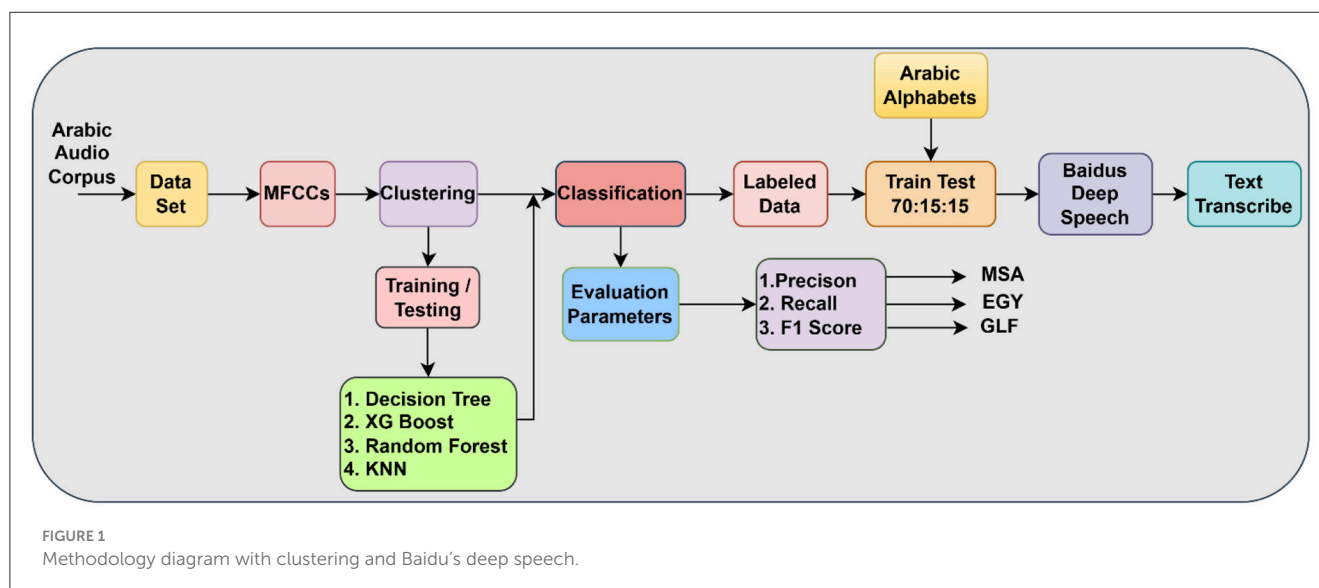 Arabic
Audio
Corpus
Data
Set
MFCCs
Clustering
Classification
Labeled
Data
Arabic
Alphabets
Train Test
70:15:15
Baidus
Deep
Speech
Text
Transcribe
Training /
Testing
1. Decision Tree
2. XG Boost
3. Random Forest
4. KNN
Evaluation
Parameters
1.Precison
2. Recall
3. F1 Score
MSA
EGY
GLF
FIGURE 1
Methodology diagram with clustering and Baidu's deep speech.